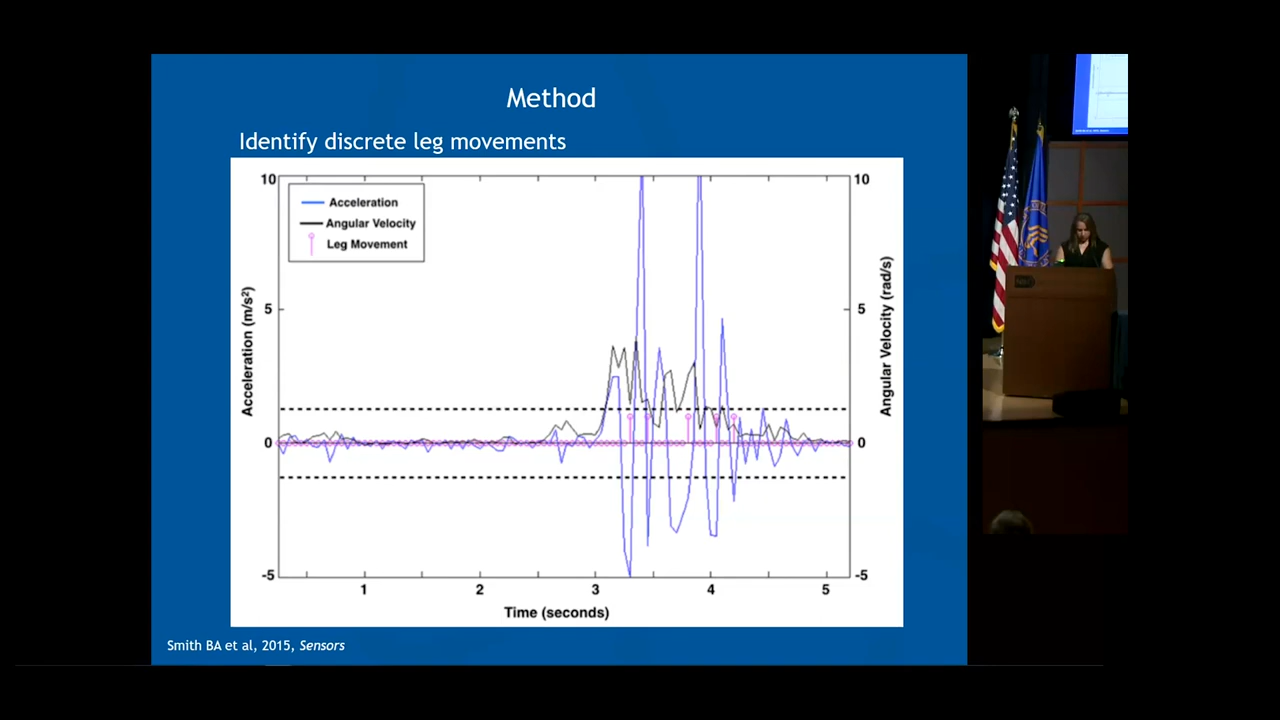 Method
Identify discrete leg movements
10
10
Acceleration
Angular Velocity
Leg Movement
5
5
Acceleration (m/s²)
Angular Velocity (rad/s)
0
0
-5
-5
1 2 3 4 5
Time (seconds)
Smith BA et al, 2015, Sensors